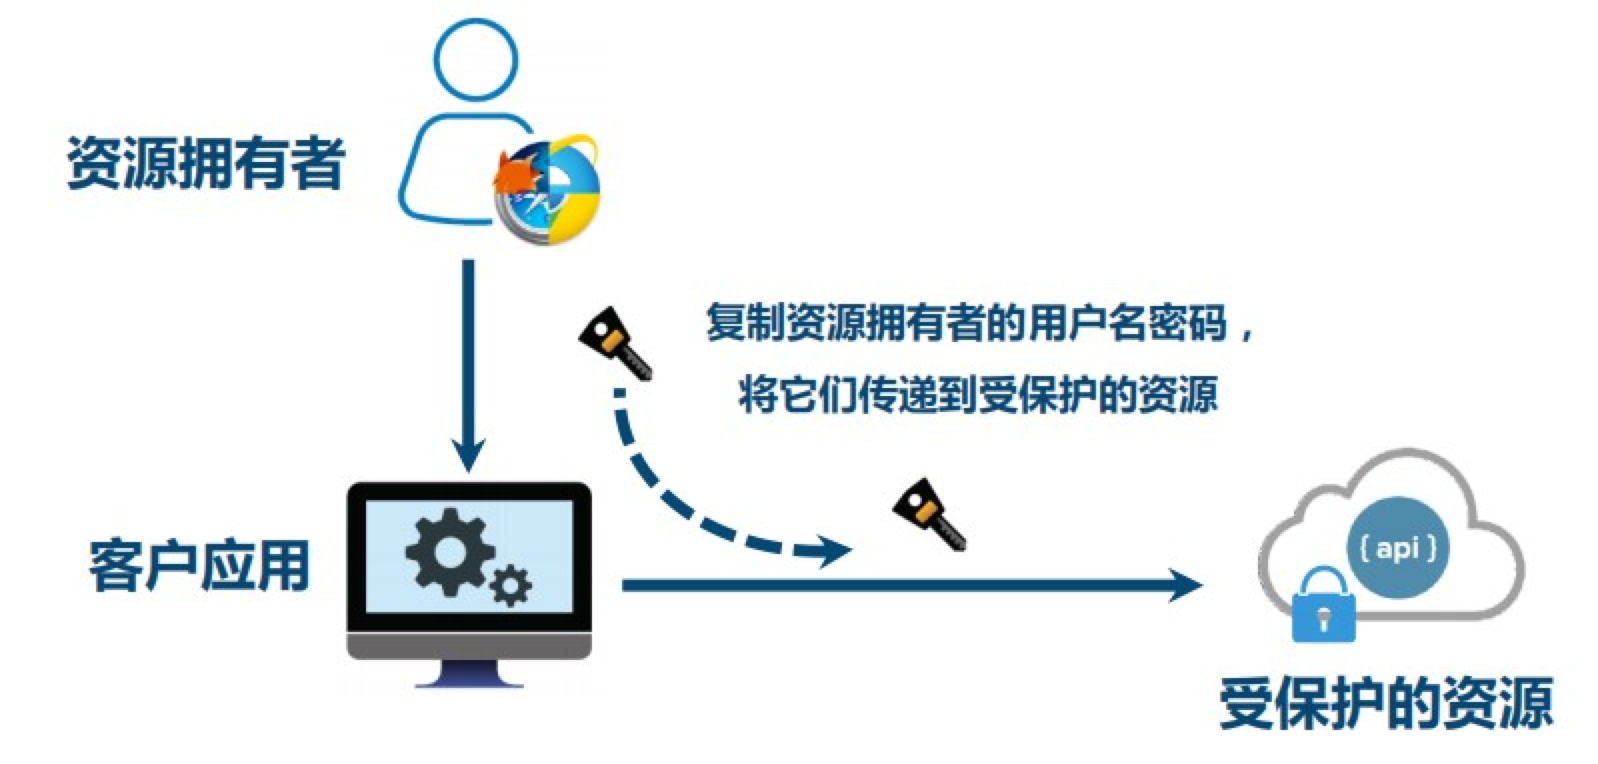 资源拥有者
复制资源拥有者的用户名密码，
将它们传递到受保护的资源
客户应用
{ api }
受保护的资源